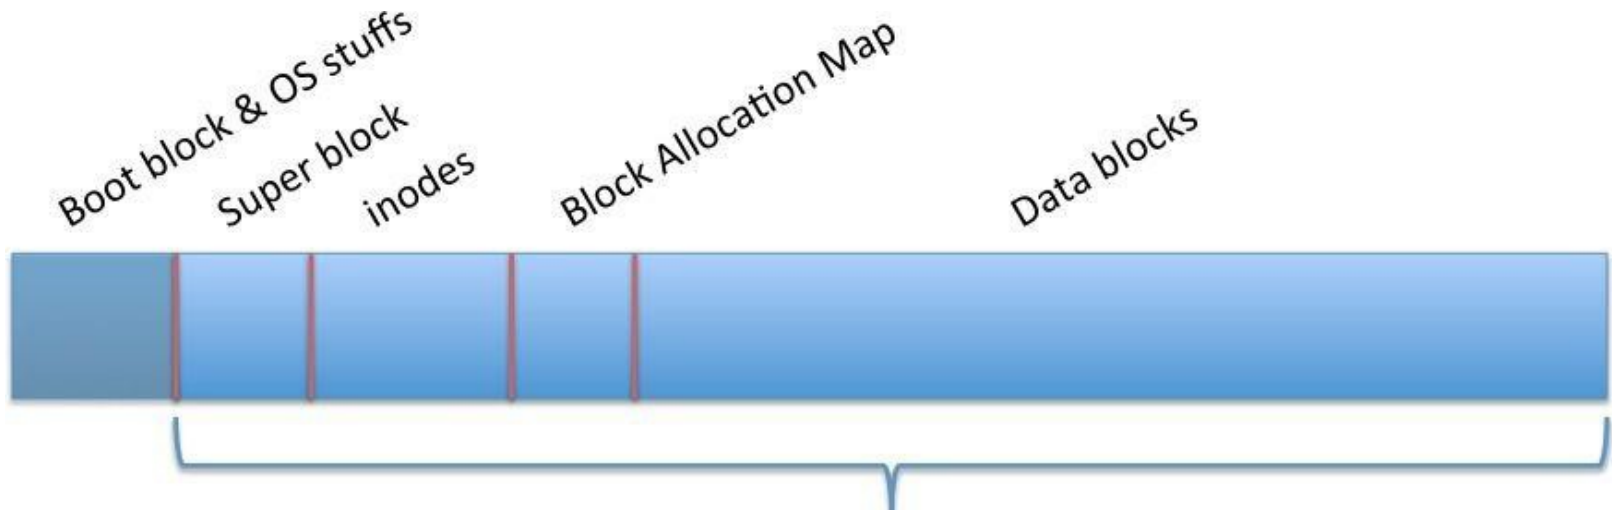 Boot block & OS stuffs
Super block
inodes
Block Allocation Map
Data blocks